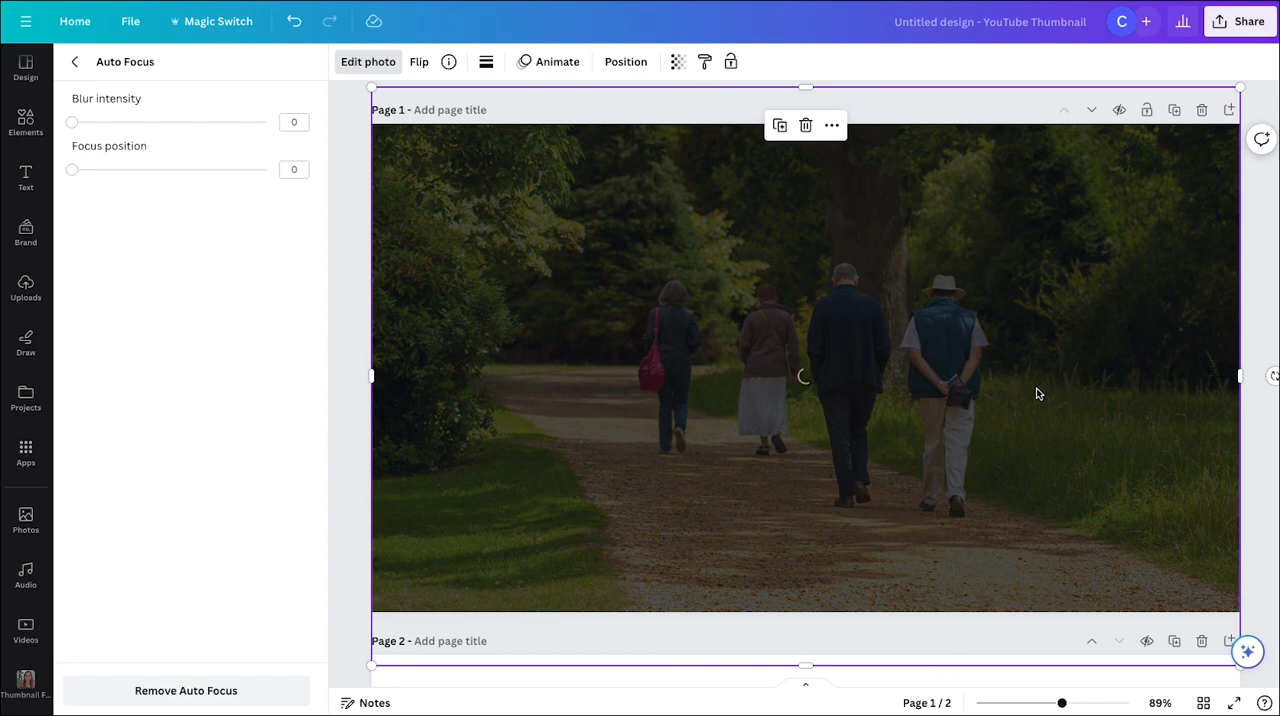 Home File Magic Switch Untitled design - YouTube Thumbnail C Share
Auto Focus
Edit photo Flip Animate Position
Design
Blur intensity
0
Page 1 - Add page title
Elements
Focus position
0
Text
Brand
Uploads
Draw
Projects
Apps
Photos
Audio
Videos
Page 2 - Add page title
Thumbnail F...
Remove Auto Focus
Notes Page 1 / 2 89%